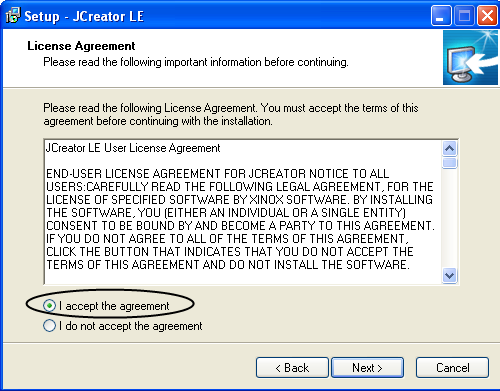 Setup - JCreator LE
License Agreement
Please read the following important information before continuing.
Please read the following License Agreement. You must accept the terms of this
agreement before continuing with the installation.
JCreator LE User License Agreement
END-USER LICENSE AGREEMENT FOR JCREATOR NOTICE TO ALL
USERS:CAREFULLY READ THE FOLLOWING LEGAL AGREEMENT, FOR THE
LICENSE OF SPECIFIED SOFTWARE BY XINOX SOFTWARE. BY INSTALLING
THE SOFTWARE, YOU (EITHER AN INDIVIDUAL OR A SINGLE ENTITY)
CONSENT TO BE BOUND BY AND BECOME A PARTY TO THIS AGREEMENT.
IF YOU DO NOT AGREE TO ALL OF THE TERMS OF THIS AGREEMENT,
CLICK THE BUTTON THAT INDICATES THAT YOU DO NOT ACCEPT THE
TERMS OF THIS AGREEMENT AND DO NOT INSTALL THE SOFTWARE.
I accept the agreement
I do not accept the agreement
< Back Next > Cancel